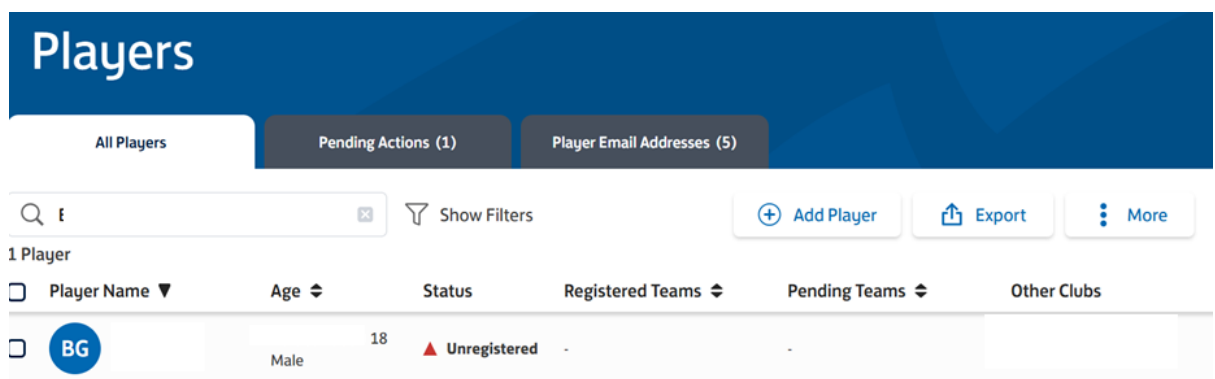 Players
All Players Pending Actions (1) Player Email Addresses (5)
Show Filters Add Player Export More
1 Player
Player Name Age Status Registered Teams Pending Teams Other Clubs
BG 18 Male Unregistered - -